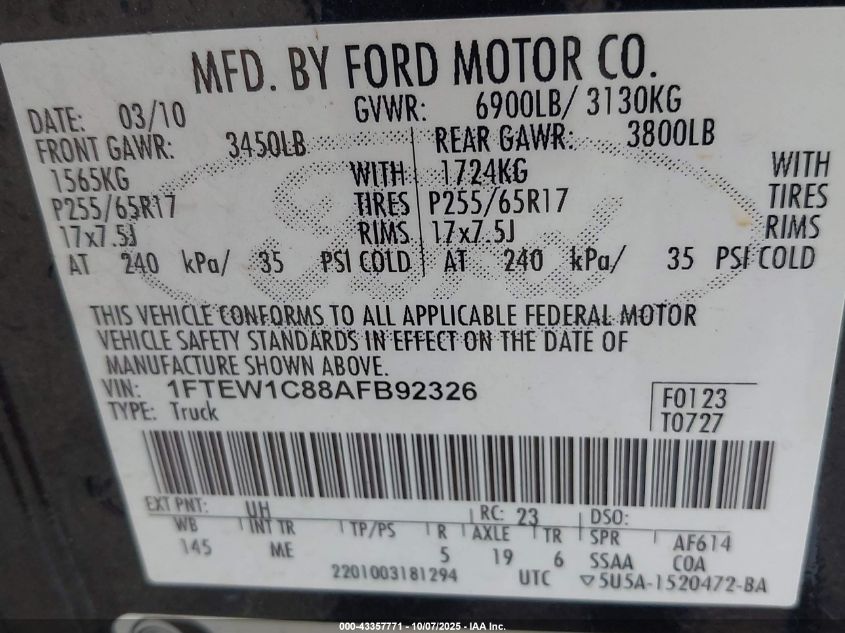 MFD. BY FORD MOTOR CO.
DATE: 03/10 GVWR: 6900LB/ 3130KG
FRONT GAWR: 3450LB REAR GAWR: 3800LB
1565KG WITH 1724KG WITH
P255/65R17 TIRES P255/65R17 TIRES
17x7.5J RIMS 17x7.5J RIMS
AT 240 kPa/ 35 PSI COLD AT 240 kPa/ 35 PSI COLD
THIS VEHICLE CONFORMS TO ALL APPLICABLE FEDERAL MOTOR
VEHICLE SAFETY STANDARDS IN EFFECT ON THE DATE OF
MANUFACTURE SHOWN ABOVE.
VIN: 1FTEW1C88AFB92326 F0123
TYPE: Truck T0727
EXT PNT: UH RC: 23 DSO:
WB INT TR TP/PS R AXLE TR SPR AF614
145 ME 5 19 6 SSAA COA
2201003181294 UTC ▽5U5A-1520472-BA
000-43357771 - 10/07/2025 - IAA Inc.